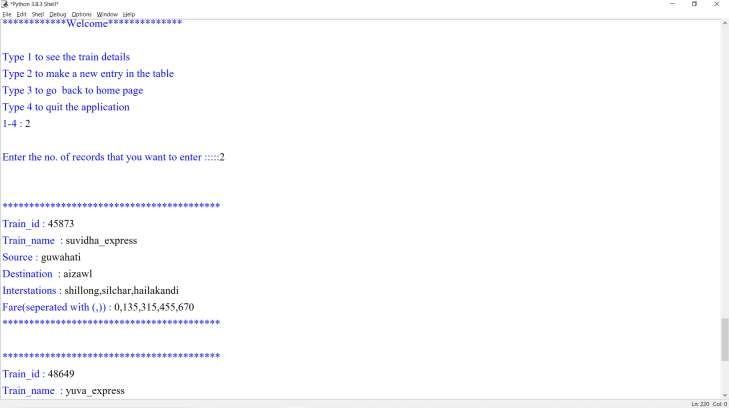 *Python 3.8.3 Shell*
File Edit Shell Debug Options Window Help
************Welcome**************
Type 1 to see the train details
Type 2 to make a new entry in the table
Type 3 to go  back to home page
Type 4 to quit the application
1-4 : 2
Enter the no. of records that you want to enter :::::2
******************************************
Train_id : 45873
Train_name  : suvidha_express
Source : guwahati
Destination  : aizawl
Interstations : shillong,silchar,hailakandi
Fare(seperated with (,)) : 0,135,315,455,670
******************************************
******************************************
Train_id : 48649
Train_name  : yuva_express
Ln: 220 Col: 0